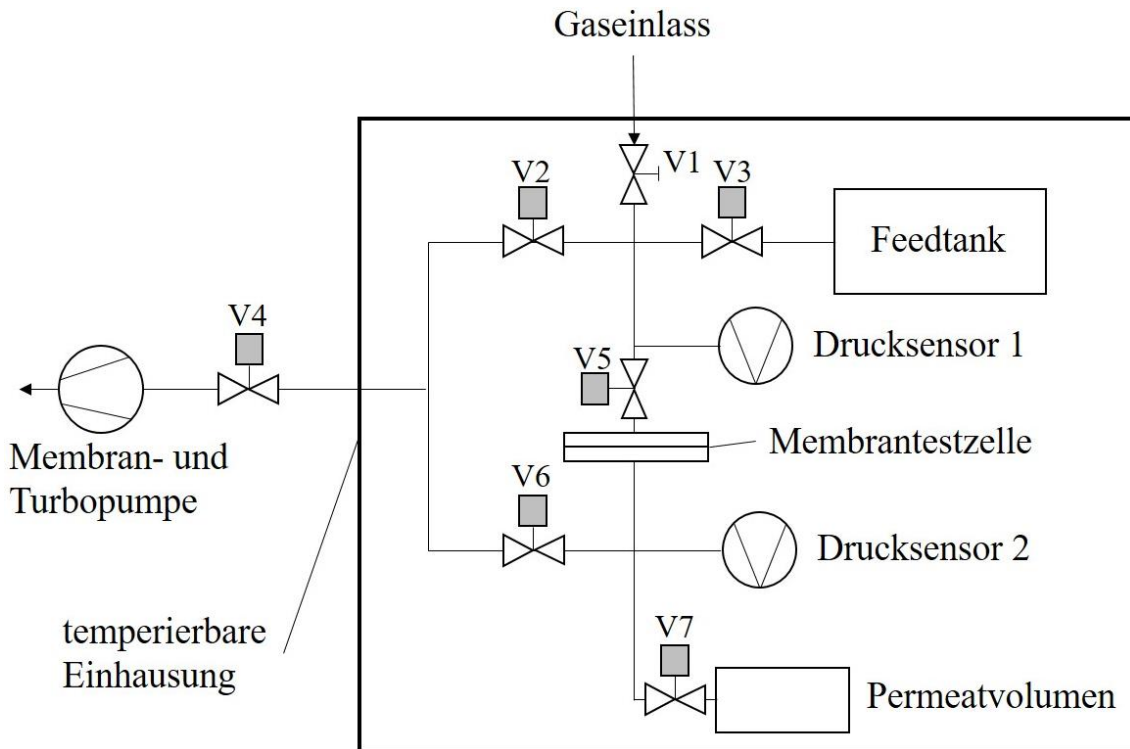 Gaseinlass
V1
V2
V3
Feedtank
V4
Drucksensor 1
V5
Membran- und
Turbopumpe
Membrantestzelle
V6
Drucksensor 2
temperierbare
Einhausung
V7
Permeatvolumen